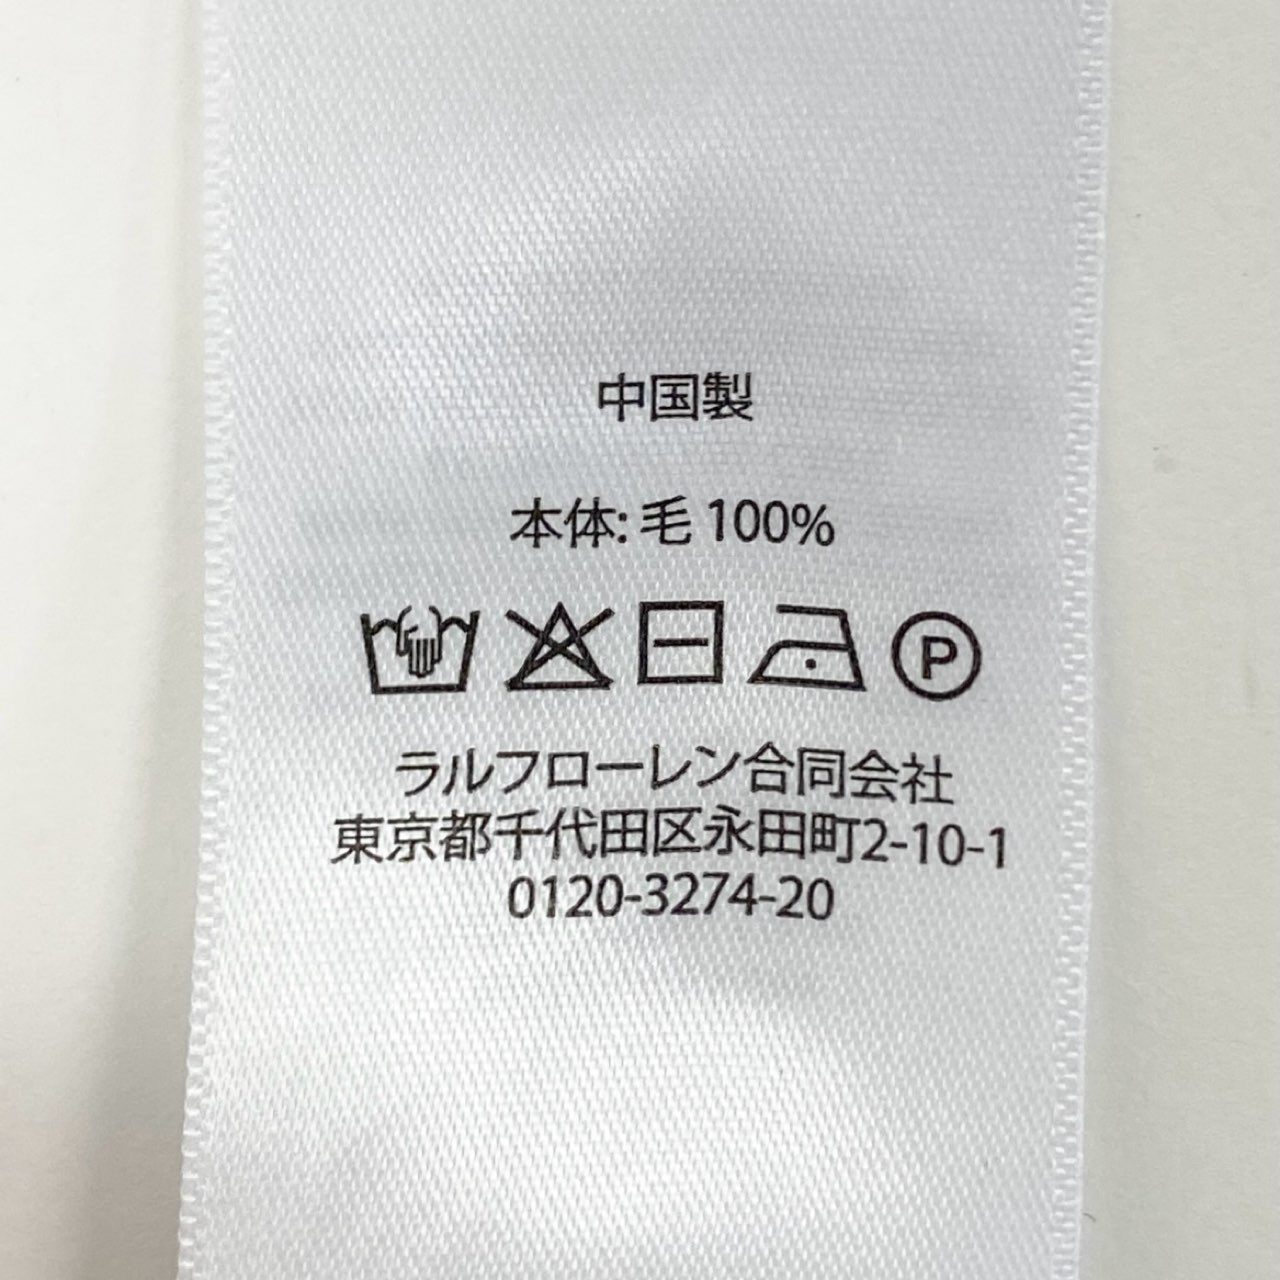 中国製
本体: 毛 100%
P
ラルフローレン合同会社
東京都千代田区永田町2-10-1
0120-3274-20